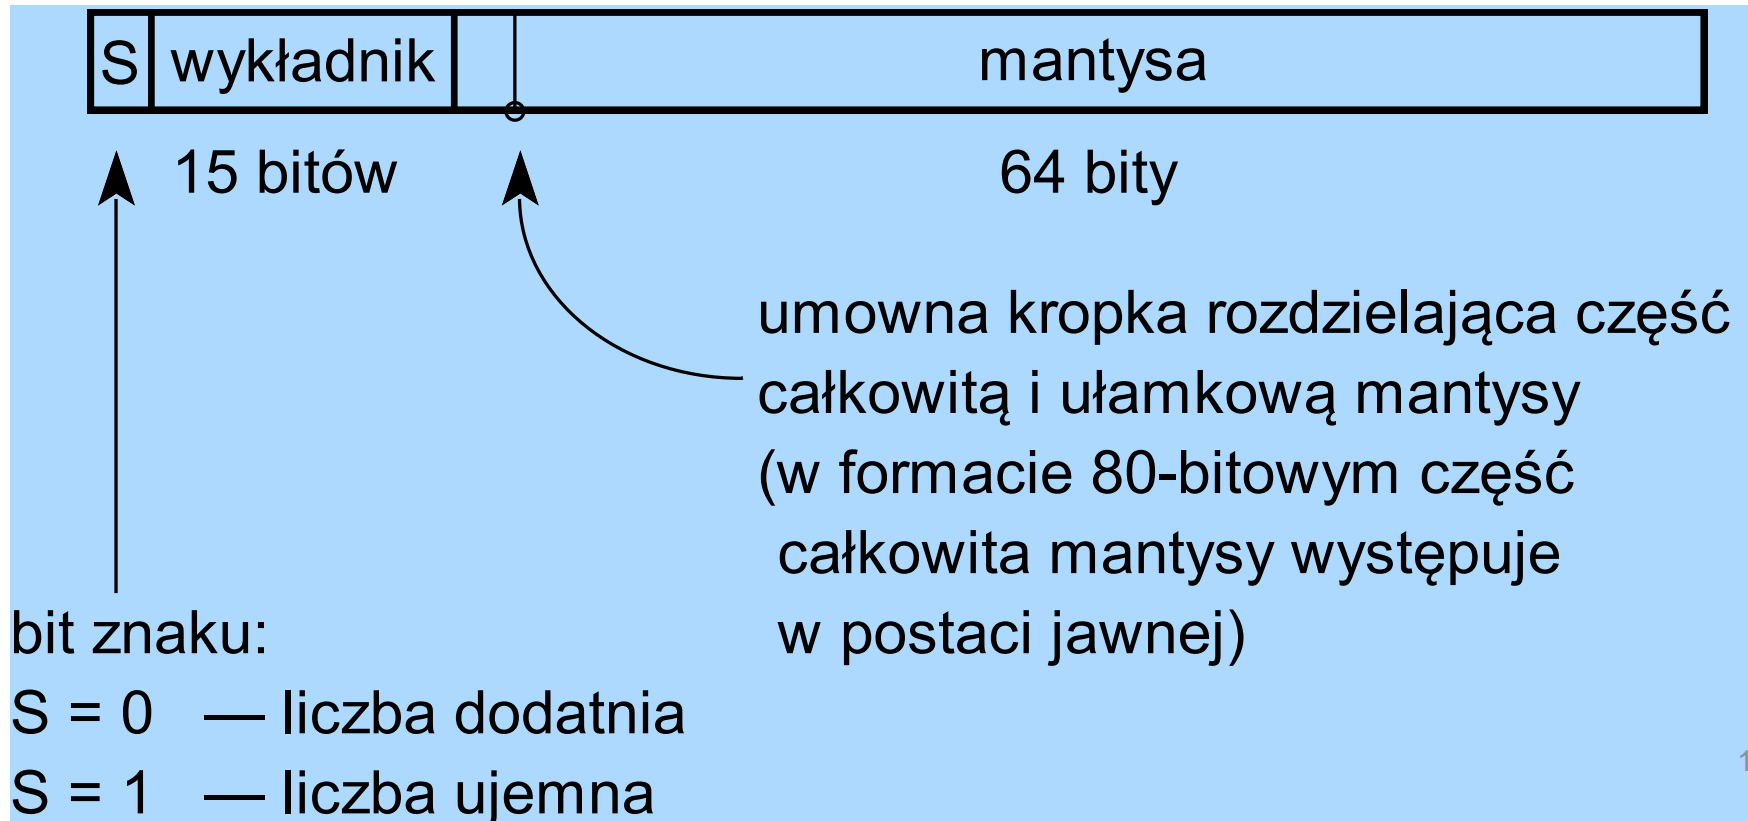 S wykładnik mantysa
15 bitów 64 bity
umowna kropka rozdzielająca część
całkowitą i ułamkową mantysy
(w formacie 80-bitowym część
całkowita mantysy występuje
w postaci jawnej)
bit znaku:
S = 0 — liczba dodatnia
S = 1 — liczba ujemna
1